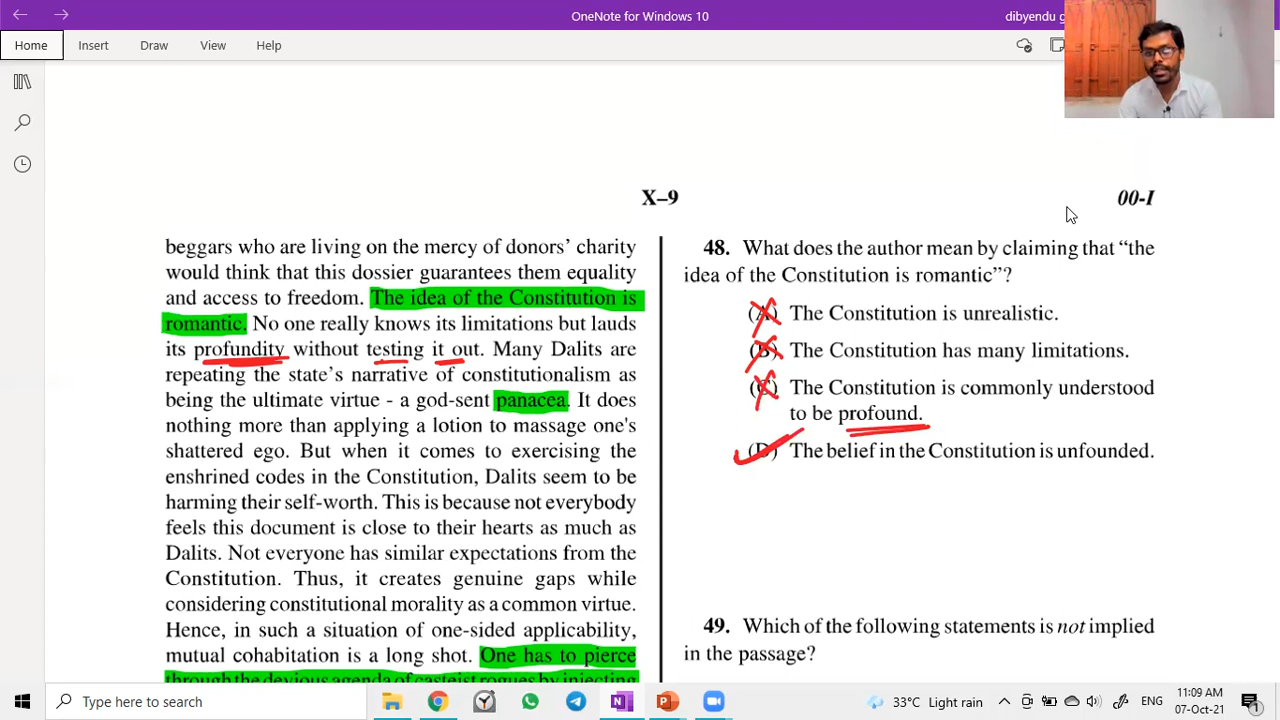 OneNote for Windows 10
dibyendu g
Home Insert Draw View Help
X–9
00-I
beggars who are living on the mercy of donors’ charity
would think that this dossier guarantees them equality
and access to freedom. The idea of the Constitution is
romantic. No one really knows its limitations but lauds
its profundity without testing it out. Many Dalits are
repeating the state’s narrative of constitutionalism as
being the ultimate virtue - a god-sent panacea. It does
nothing more than applying a lotion to massage one's
shattered ego. But when it comes to exercising the
enshrined codes in the Constitution, Dalits seem to be
harming their self-worth. This is because not everybody
feels this document is close to their hearts as much as
Dalits. Not everyone has similar expectations from the
Constitution. Thus, it creates genuine gaps while
considering constitutional morality as a common virtue.
Hence, in such a situation of one-sided applicability,
mutual cohabitation is a long shot. One has to pierce
through the devious agenda of casteist rogues by injecting
48. What does the author mean by claiming that “the
idea of the Constitution is romantic”?
(A) The Constitution is unrealistic.
(B) The Constitution has many limitations.
(C) The Constitution is commonly understood
to be profound.
(D) The belief in the Constitution is unfounded.
49. Which of the following statements is not implied
in the passage?
Type here to search
33°C Light rain
ENG
11:09 AM
07-Oct-21
1